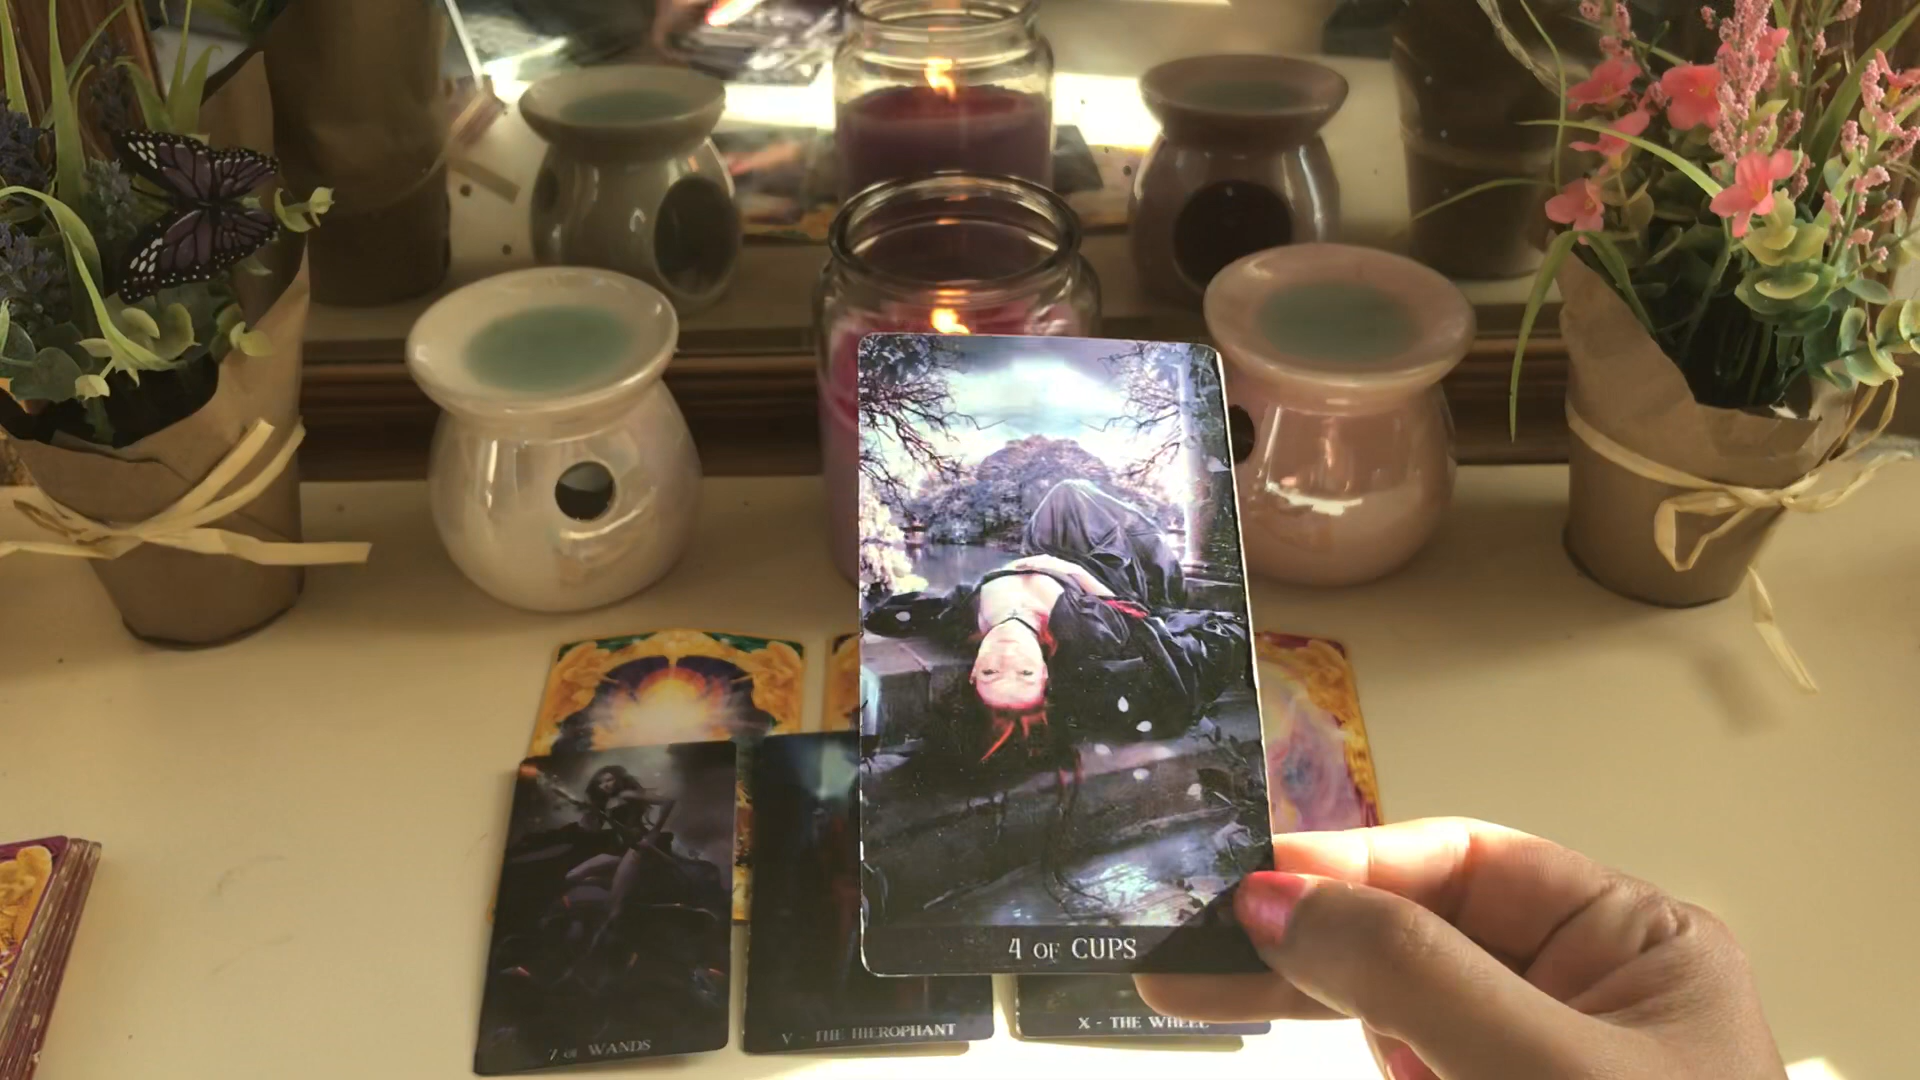 4 OF CUPS
7 OF WANDS
V - THE HIEROPHANT
X - THE WHEEL